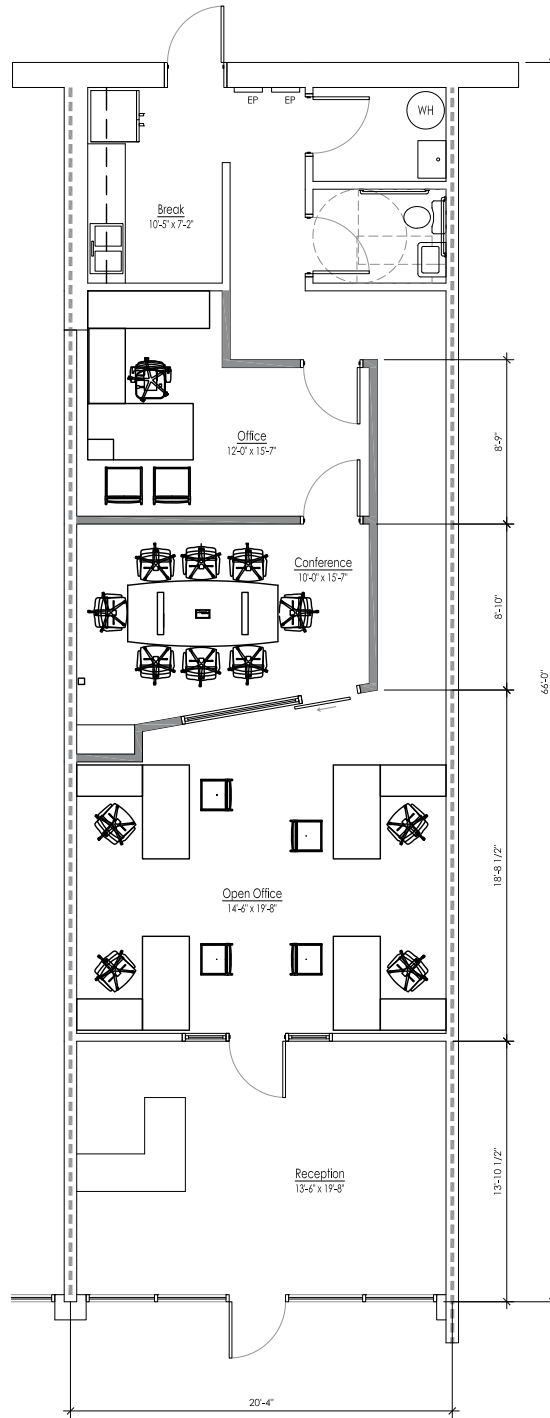 EP EP
WH
Break
10'-5" x 7'-2"
Office
12'-0" x 15'-7"
8'-9"
Conference
10'-0" x 15'-7"
8'-10"
66'-0"
18'-8 1/2"
Open Office
14'-6" x 19'-8"
13'-10 1/2"
Reception
13'-6" x 19'-8"
20'-4"